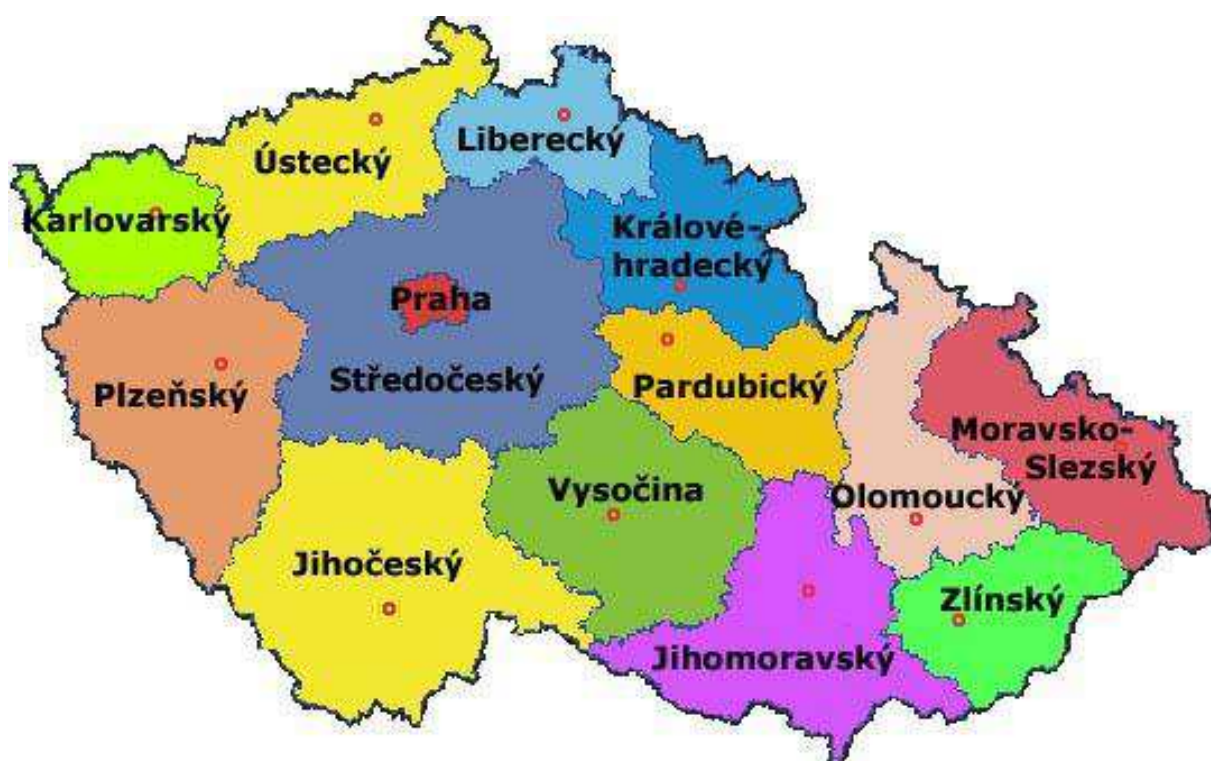 Liberecký
Ústecký
Karlovarský
Králové-
hradecký
Praha
Středočeský
Plzeňský
Pardubický
Moravsko-
Slezský
Vysočina
Olomoucký
Jihočeský
Zlínský
Jihomoravský